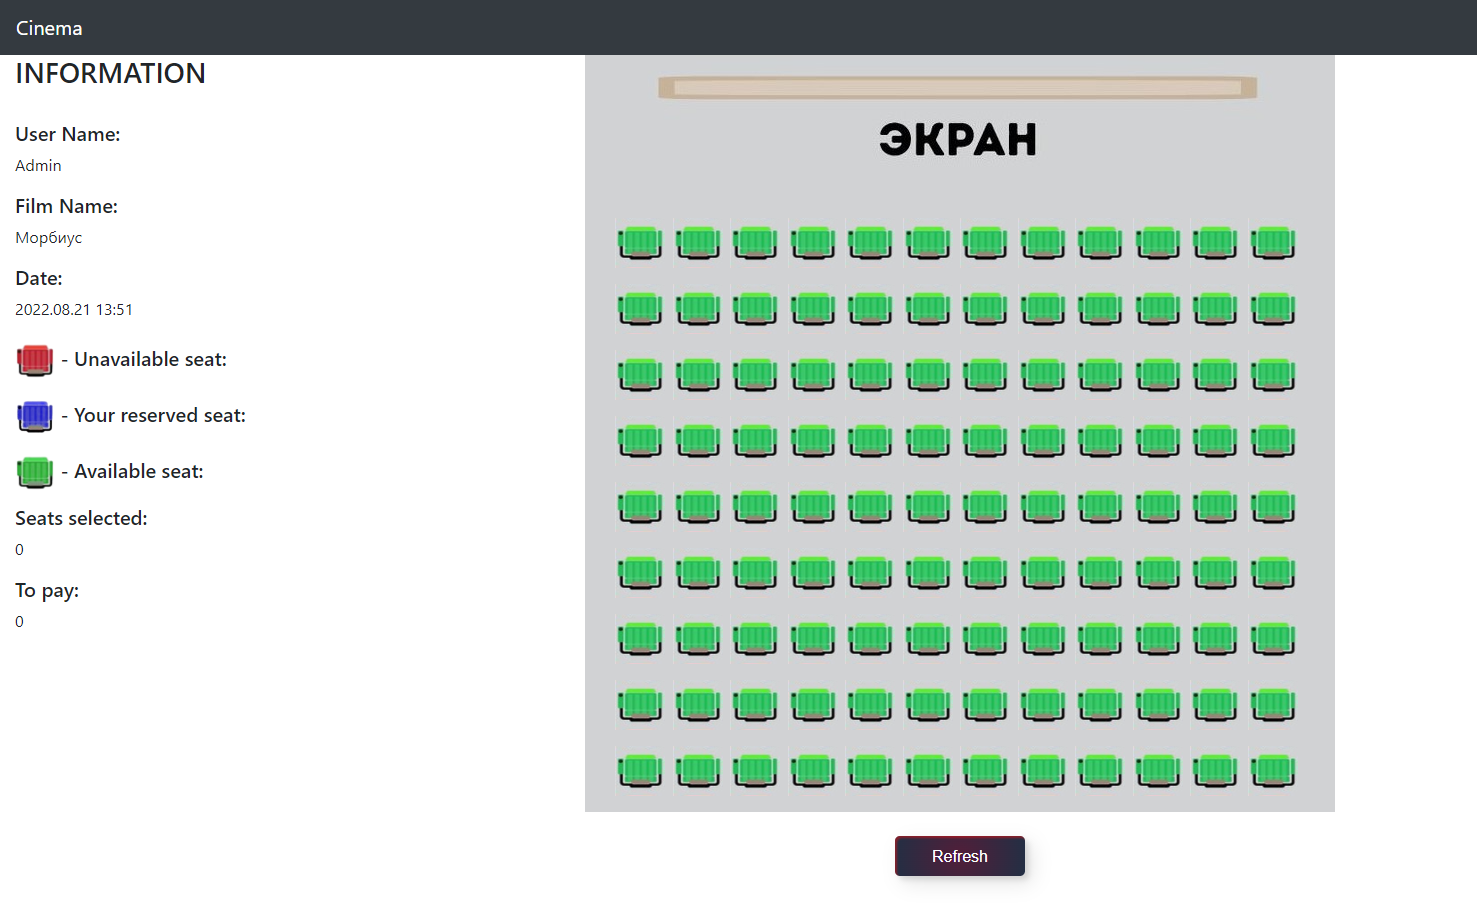 Cinema
INFORMATION
User Name:
Admin
Film Name:
Морбиус
Date:
2022.08.21 13:51
- Unavailable seat:
- Your reserved seat:
- Available seat:
Seats selected:
0
To pay:
0
ЭКРАН
Refresh